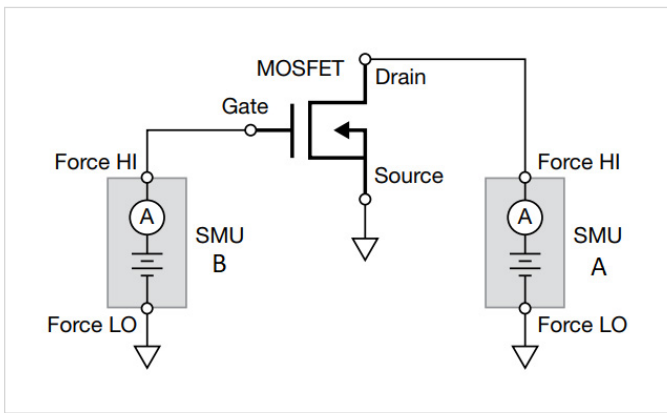 MOSFET
Drain
Gate
Force HI
Force HI
Source
A
SMU
B
A
SMU
A
Force LO
Force LO